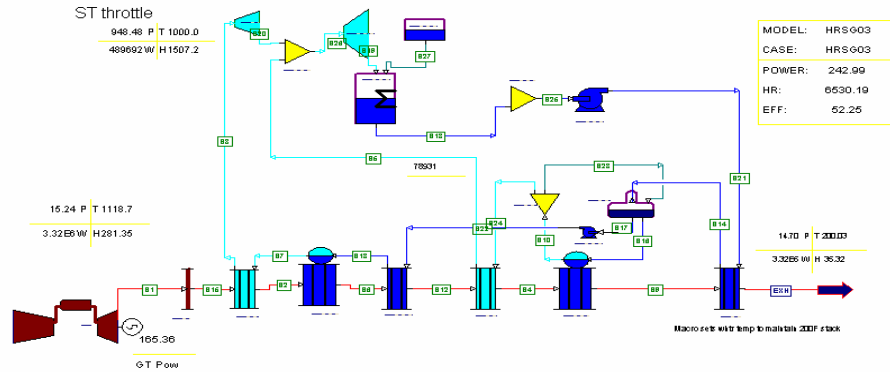 ST throttle
948.48 P T 1000.0
489692 W H 1507.2
MODEL: HRSG03
CASE: HRSG03
POWER: 242.99
HR: 6530.19
EFF: 52.25
B20
B28
B19
B27
B26
B18
B8
B6
78931
B28
B21
B24
B17
B14
B10
B16
15.24 P T 1118.7
3.32E6 W H 281.35
14.70 P T 200.03
3.32E6 W H 36.32
B7
B13
B1
B15
B2
B12
B4
B9
EXH
165.36
GT Pow
Macro sets wtr temp to maintain 200F stack